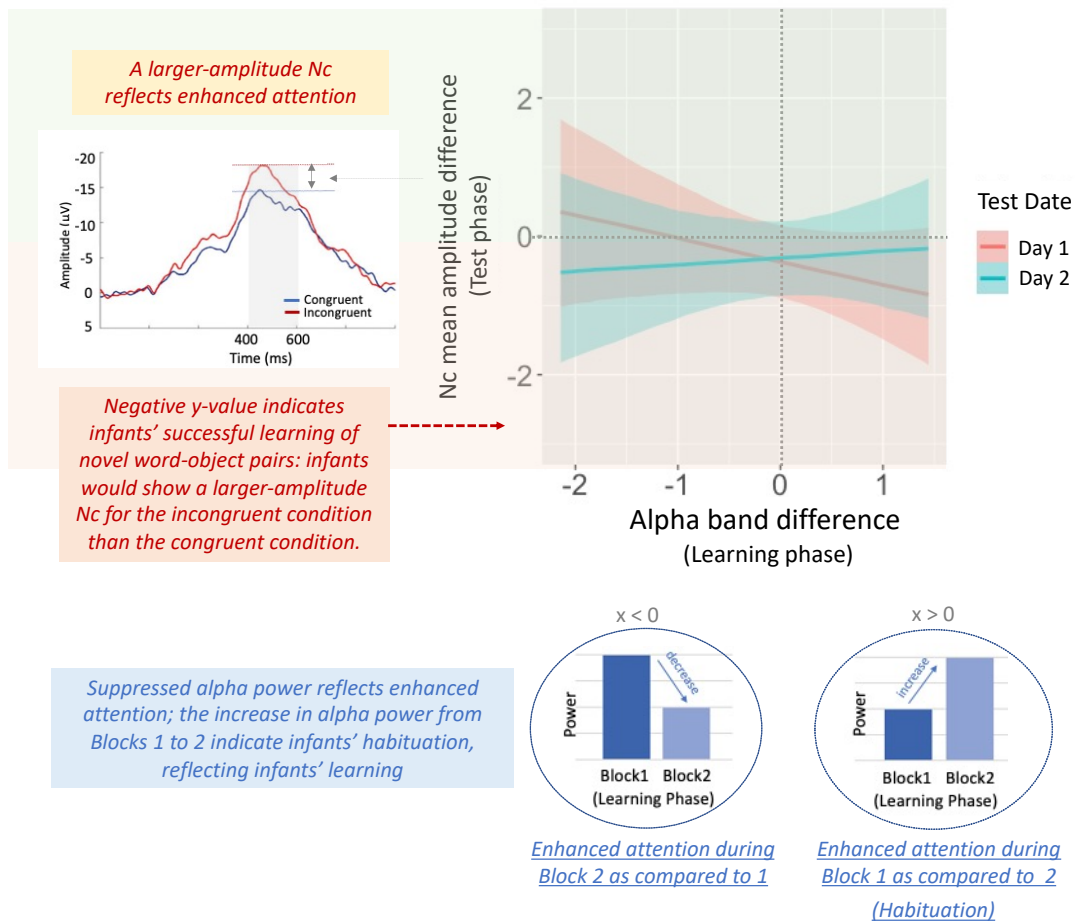 A larger-amplitude Nc
reflects enhanced attention
-20
-15
-10
-5
0
5
Amplitude (uV)
Congruent
Incongruent
400
600
Time (ms)
Negative y-value indicates
infants’ successful learning of
novel word-object pairs: infants
would show a larger-amplitude
Nc for the incongruent condition
than the congruent condition.
Nc mean amplitude difference
(Test phase)
2
0
-2
-2
-1
0
1
Alpha band difference
(Learning phase)
Test Date
Day 1
Day 2
Suppressed alpha power reflects enhanced
attention; the increase in alpha power from
Blocks 1 to 2 indicate infants’ habituation,
reflecting infants’ learning
x < 0
Power
decrease
Block1
Block2
(Learning Phase)
Enhanced attention during
Block 2 as compared to 1
x > 0
Power
increase
Block1
Block2
(Learning Phase)
Enhanced attention during
Block 1 as compared to 2
(Habituation)